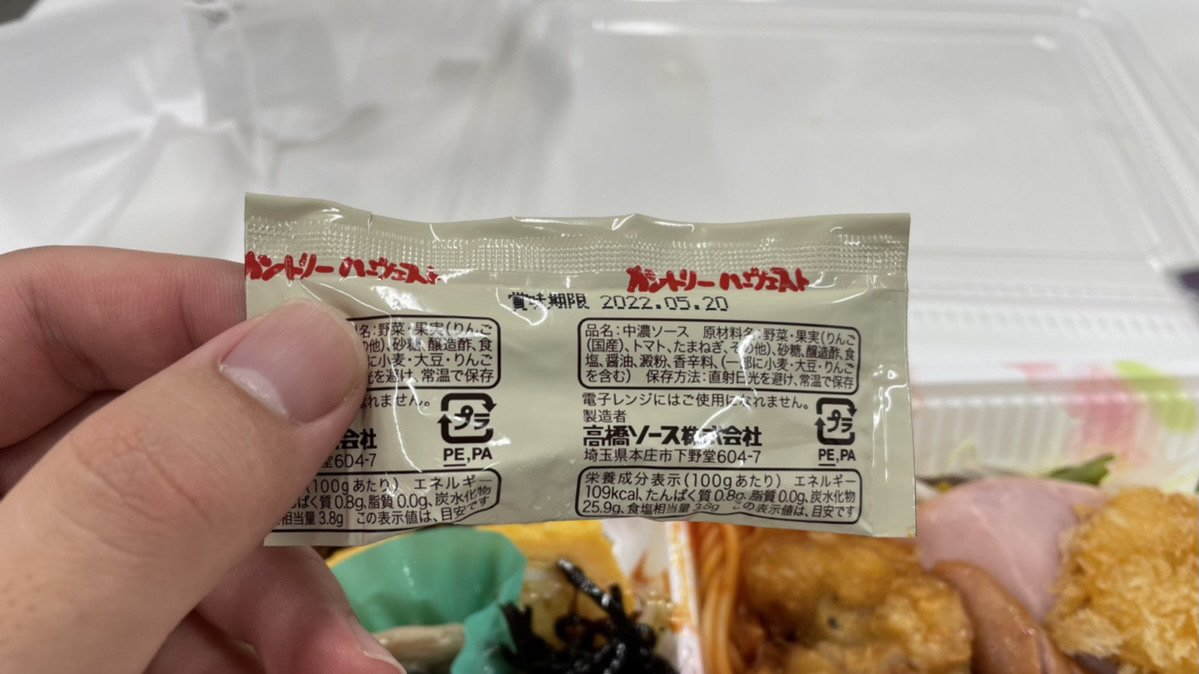 カントリーハーヴェスト カントリーハーヴェスト
賞味期限 2022.05.20
名:野菜・果実(りんご
他)、砂糖、醸造酢、食
に小麦・大豆・りんご
光を避け、常温で保存
なれません。
プラ
会社
PE,PA
堂604-7
(100gあたり) エネルギー
ぱく質0.8g、脂質0.0g、炭水化物
相当量3.8g この表示値は、目安です
品名:中濃ソース 原材料名:野菜・果実(りんご
(国産)、トマト、たまねぎ、その他)、砂糖、醸造酢、食
塩、醤油、澱粉、香辛料、(一部に小麦・大豆・りんご
を含む) 保存方法:直射日光を避け、常温で保存
電子レンジにはご使用になれません。
製造者
高橋ソース株式会社
埼玉県本庄市下野堂604-7
プラ
PE,PA
栄養成分表示(100gあたり) エネルギー
109kcal、たんぱく質0.8g、脂質0.0g、炭水化物
25.9g、食塩相当量3.8g この表示値は、目安です